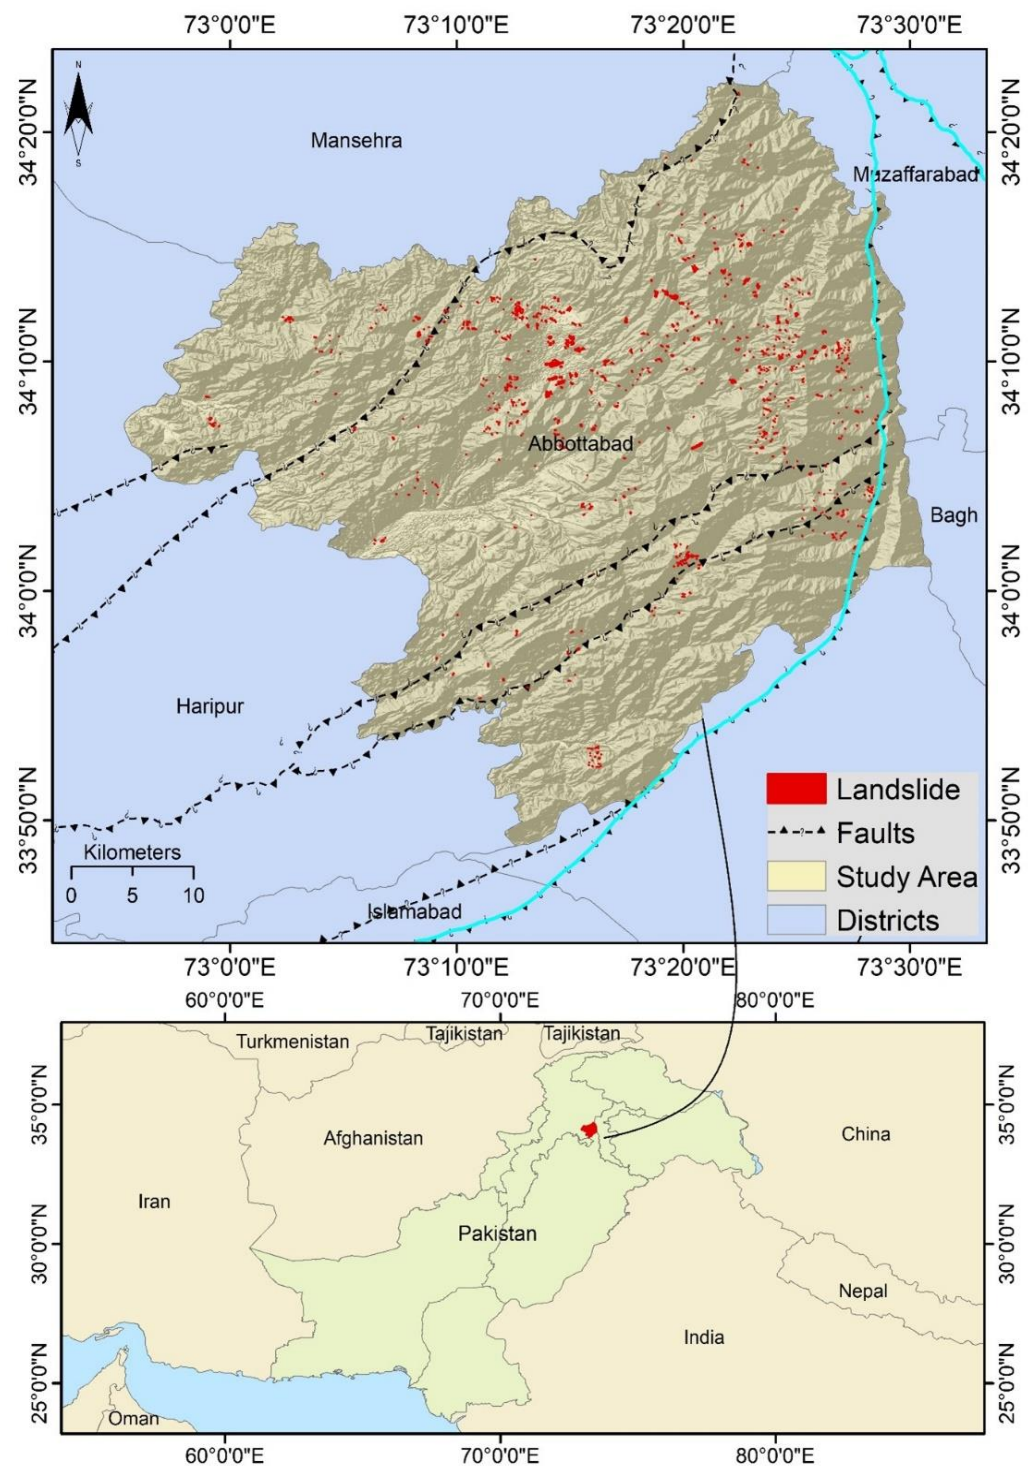 73°0'0"E 73°10'0"E 73°20'0"E 73°30'0"E
N
S
34°20'0"N
34°20'0"N
Mansehra
Muzaffarabad
34°10'0"N
34°10'0"N
Abbottabad
Bagh
34°0'0"N
34°0'0"N
Haripur
33°50'0"N
33°50'0"N
Kilometers
0 5 10
Islamabad
Landslide
Faults
Study Area
Districts
73°0'0"E 73°10'0"E 73°20'0"E 73°30'0"E
60°0'0"E 70°0'0"E 80°0'0"E
Turkmenistan
Tajikistan
Tajikistan
35°0'0"N
35°0'0"N
Afghanistan
China
Iran
Pakistan
30°0'0"N
30°0'0"N
Nepal
India
25°0'0"N
25°0'0"N
Oman
60°0'0"E 70°0'0"E 80°0'0"E